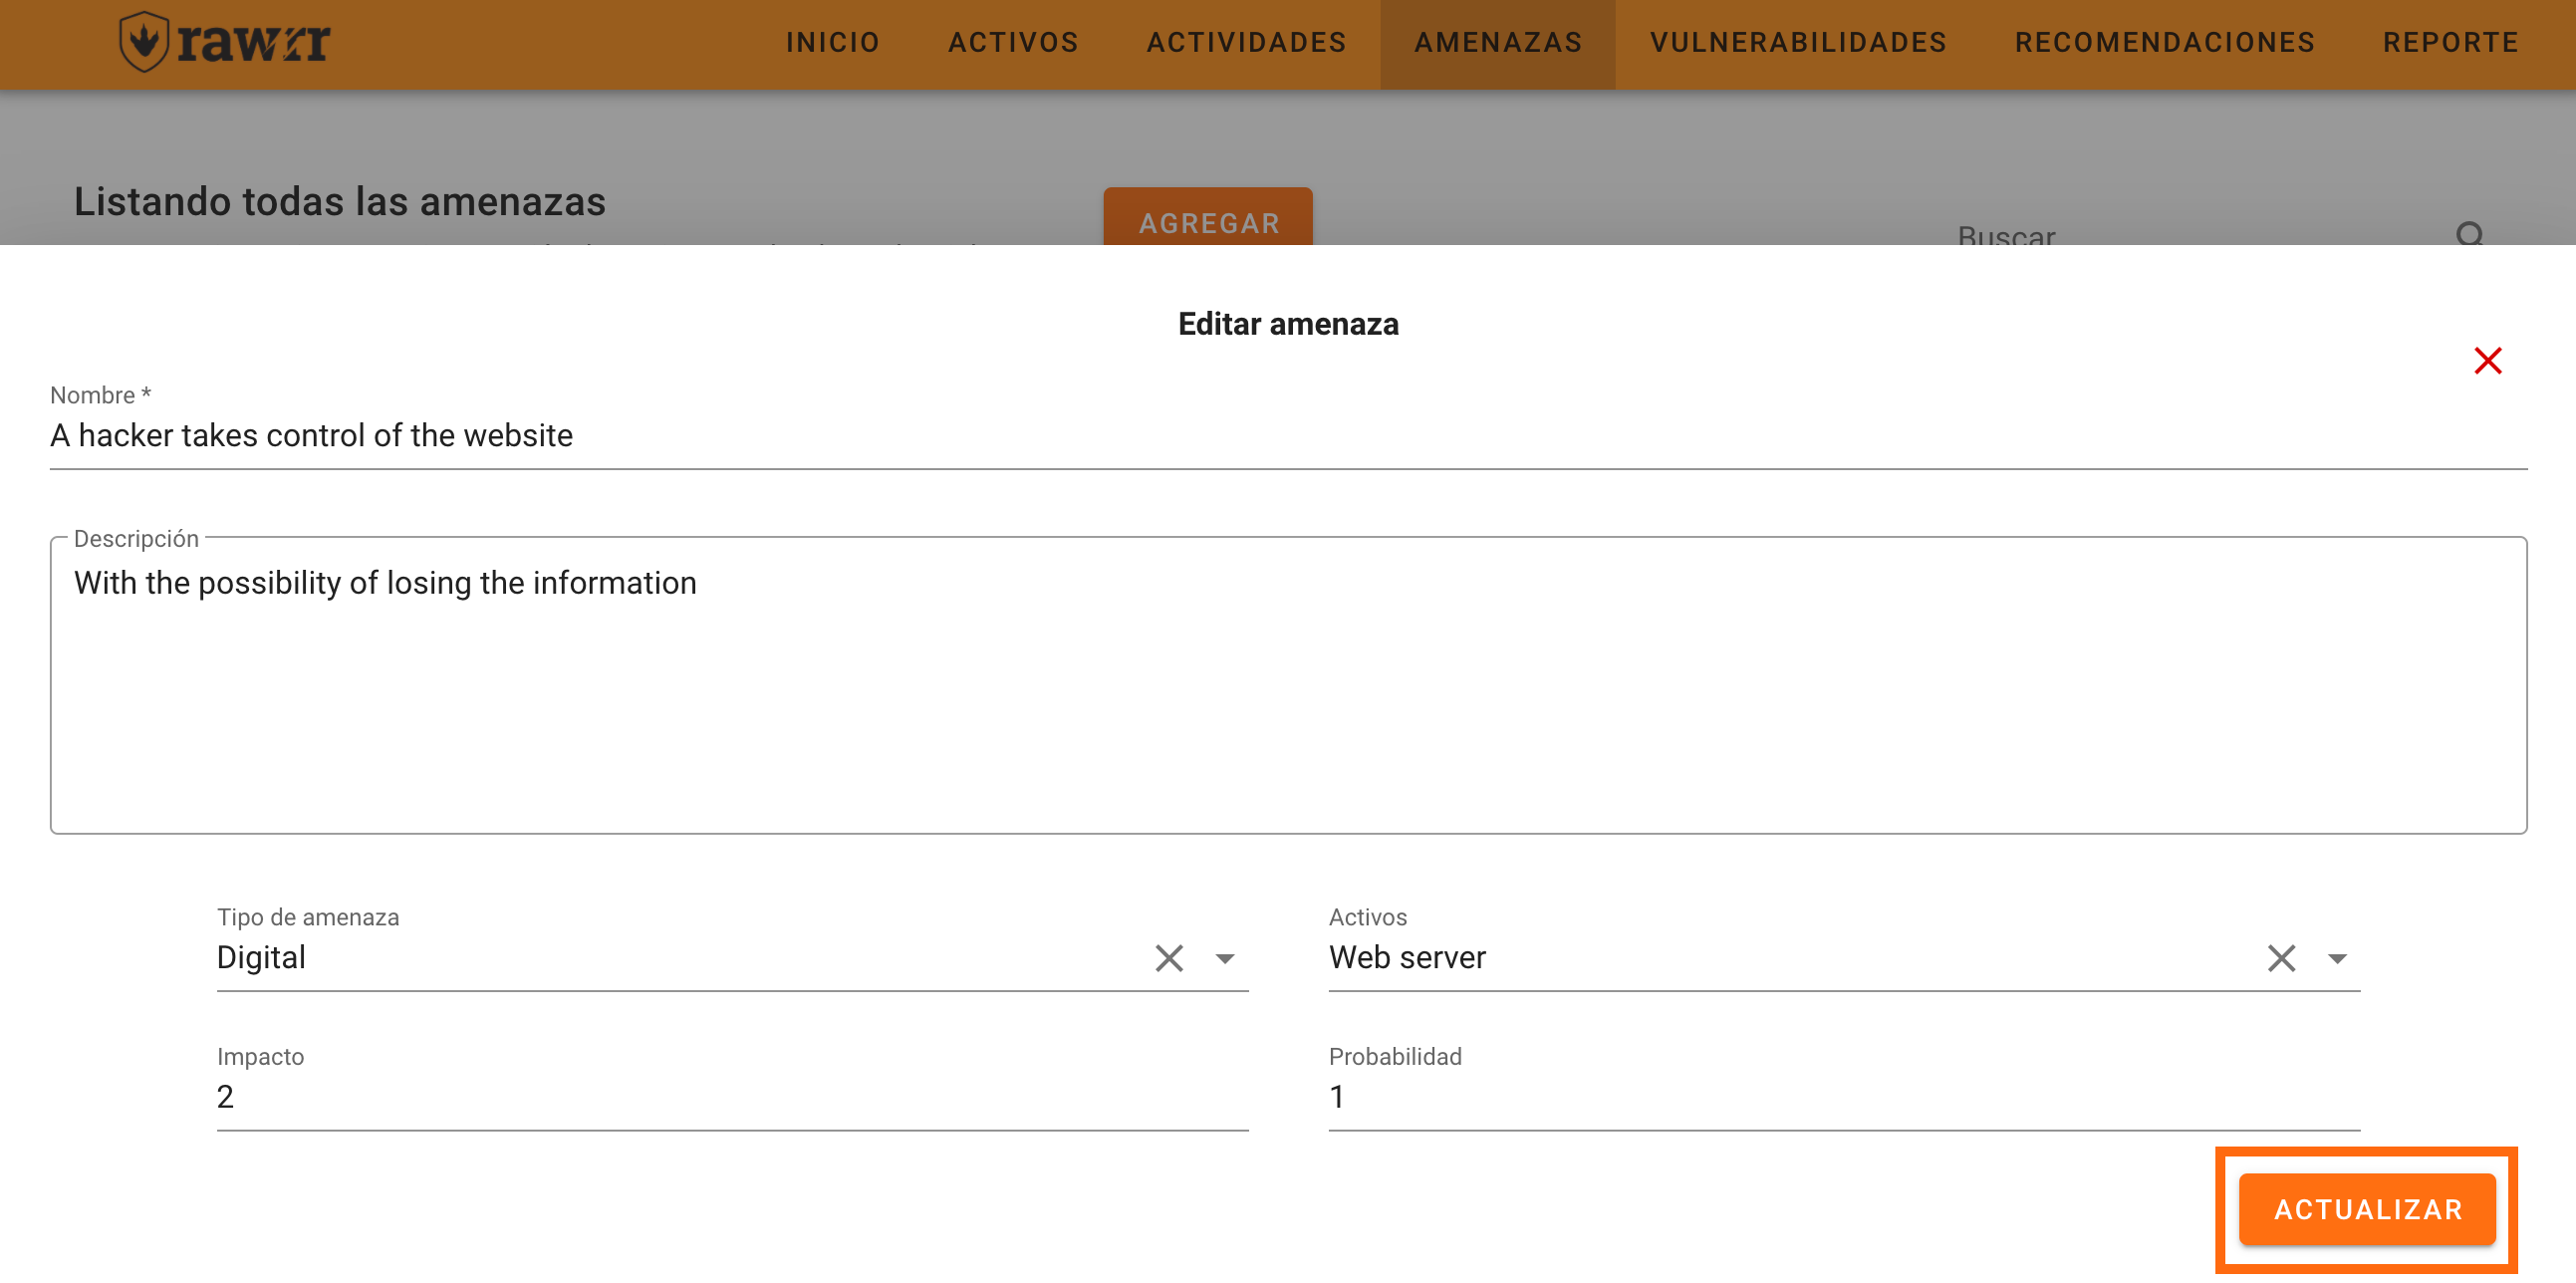 rawrr
INICIO ACTIVOS ACTIVIDADES AMENAZAS VULNERABILIDADES RECOMENDACIONES REPORTE
Listando todas las amenazas
AGREGAR
Buscar
Editar amenaza
Nombre *
A hacker takes control of the website
Descripción
With the possibility of losing the information
Tipo de amenaza
Digital
Activos
Web server
Impacto
2
Probabilidad
1
ACTUALIZAR